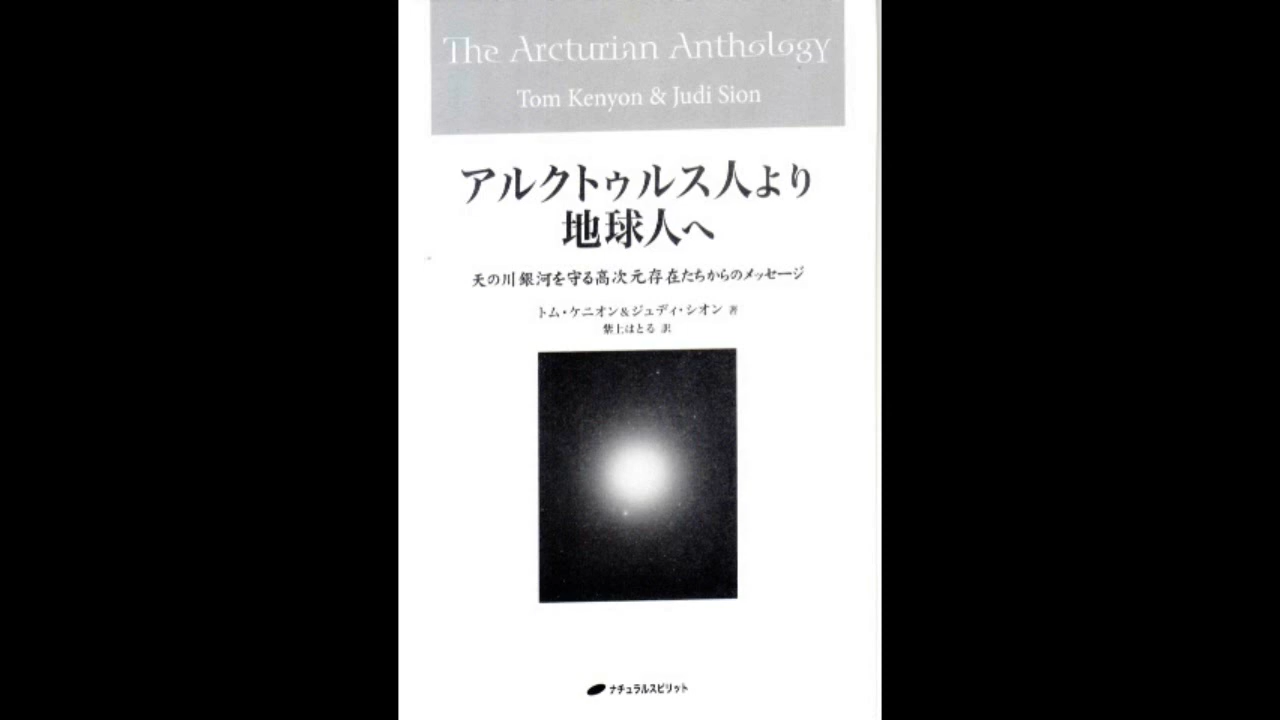 The Arcturian Anthology
Tom Kenyon & Judi Sion
アルクトゥルス人より
地球人へ
天の川銀河を守る高次元存在たちからのメッセージ
トム・ケニオン&ジュディ・シオン 著
紫上はとる 訳
ナチュラルスピリット